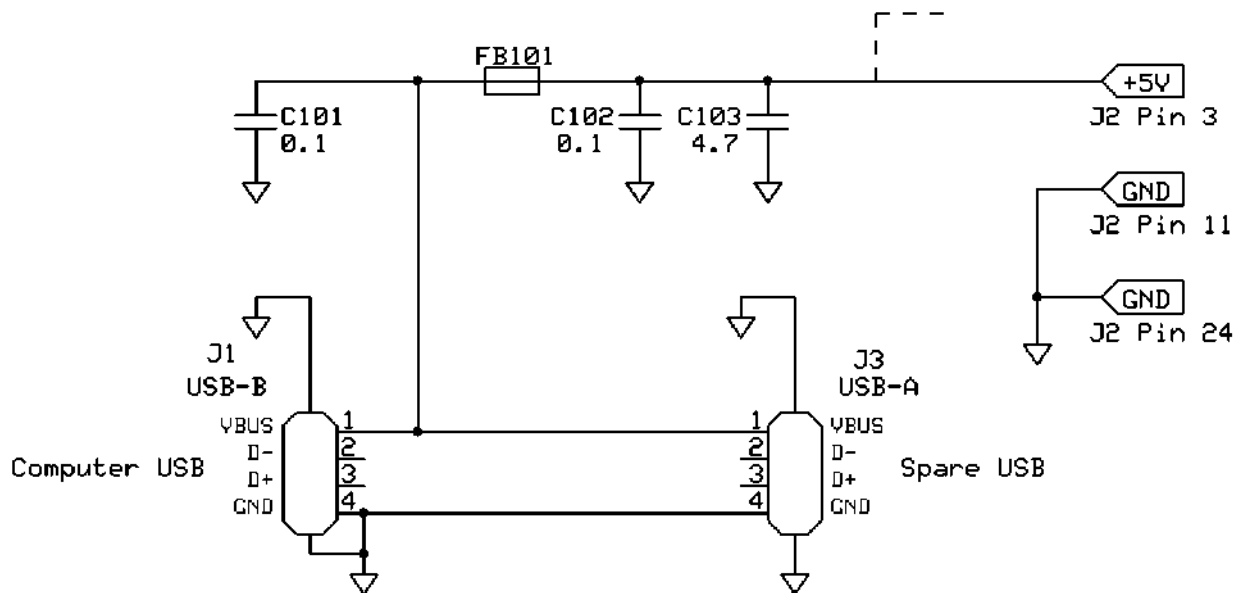 FB101
C101
0.1
C102
0.1
C103
4.7
+5V
J2 Pin 3
GND
J2 Pin 11
GND
J2 Pin 24
J1
USB-B
J3
USB-A
VBUS 1
D- 2
D+ 3
GND 4
1 VBUS
2 D-
3 D+
4 GND
Computer USB
Spare USB